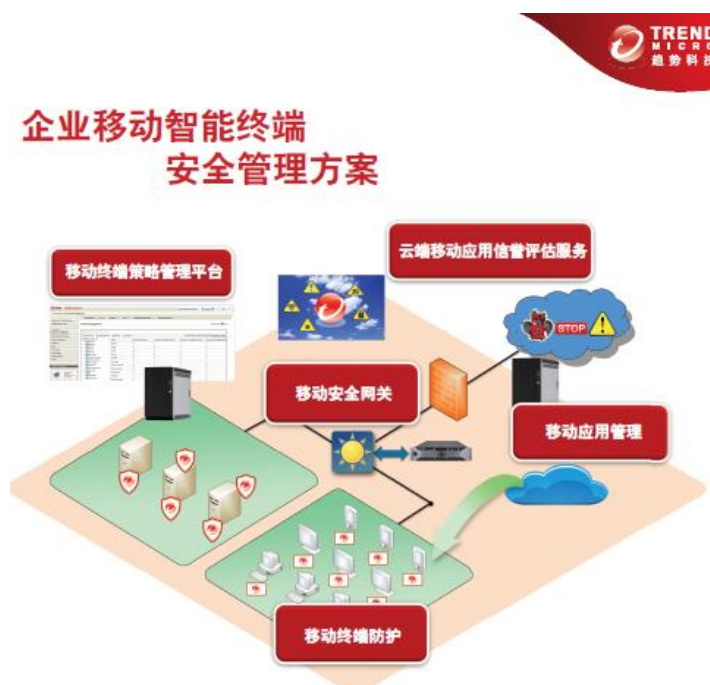 TREND
MICRO
趋势科技
企业移动智能终端
安全管理方案
云端移动应信誉评估服务
移动终端策略管理平台
STOP
移动安全网关
移动应用管理
移动终端防护